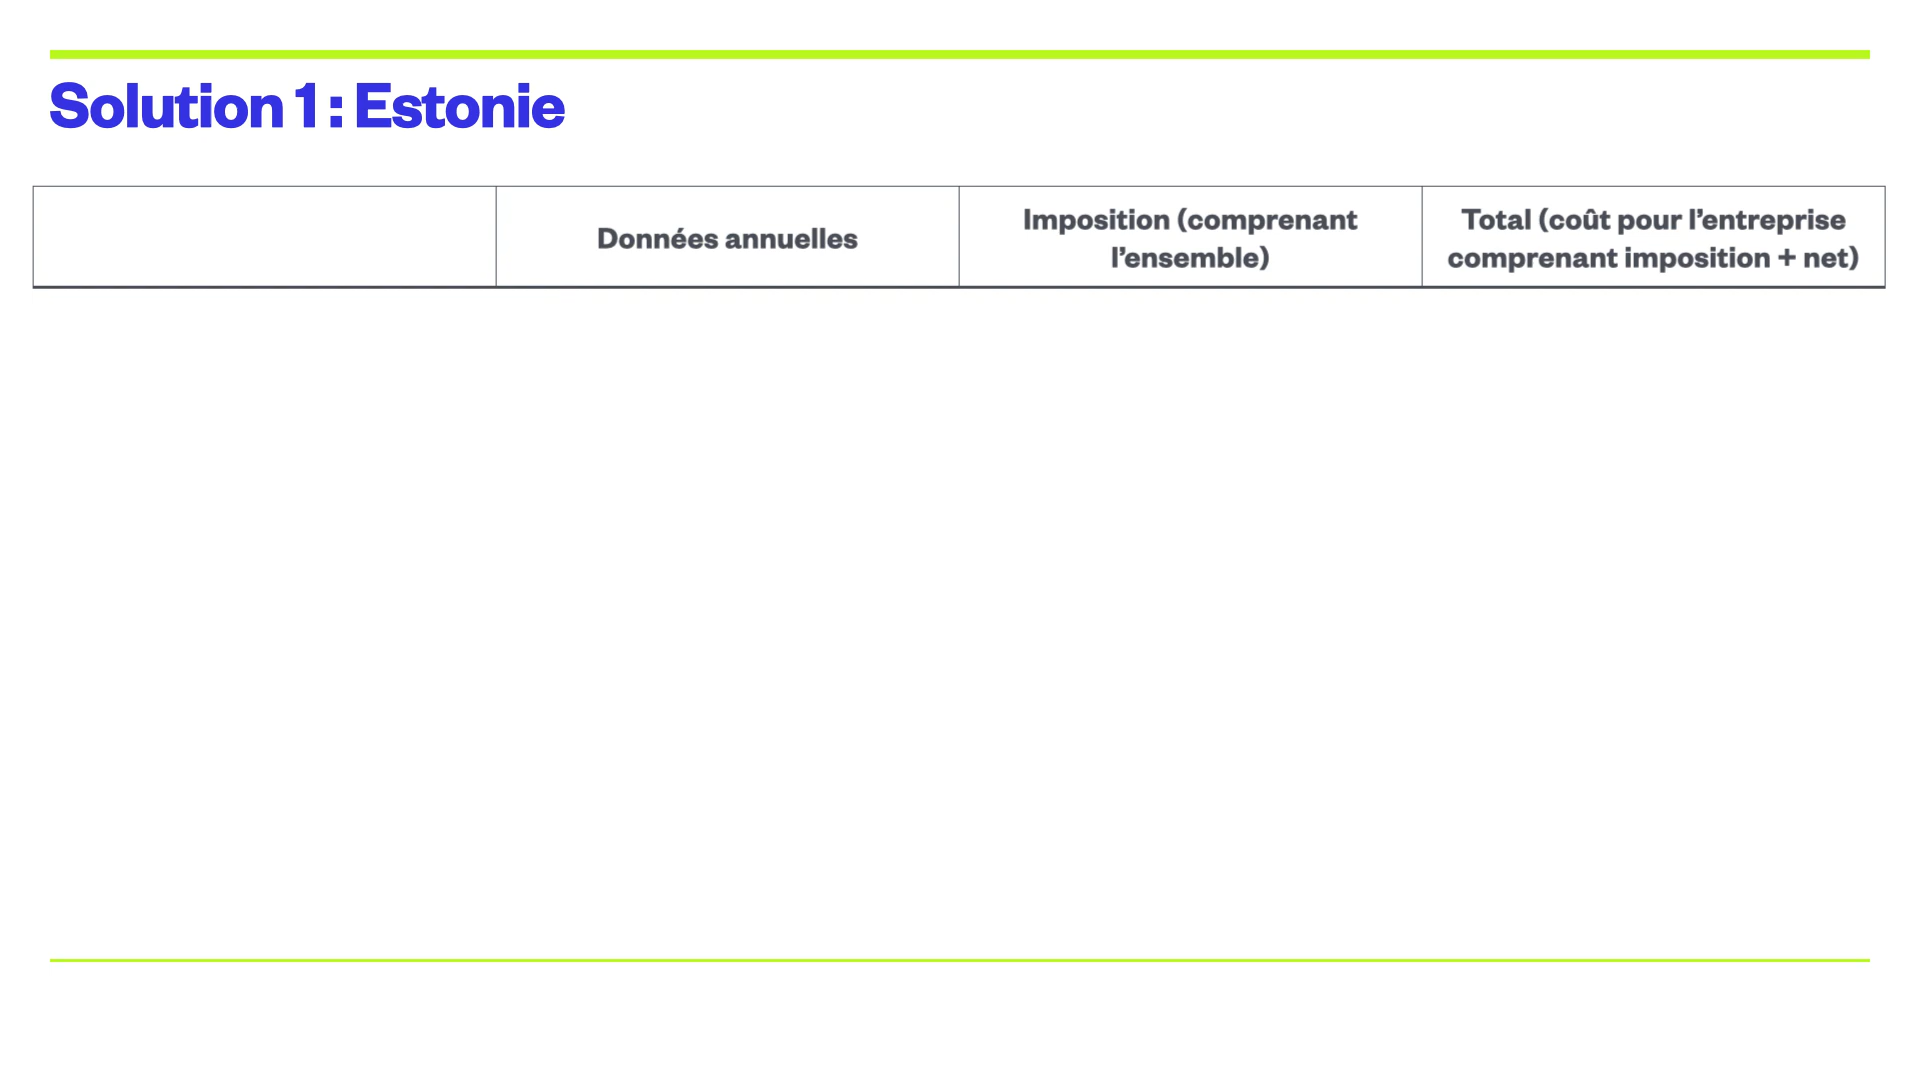 Solution 1 : Estonie
Données annuelles
Imposition (comprenant
l’ensemble)
Total (coût pour l’entreprise
comprenant imposition + net)